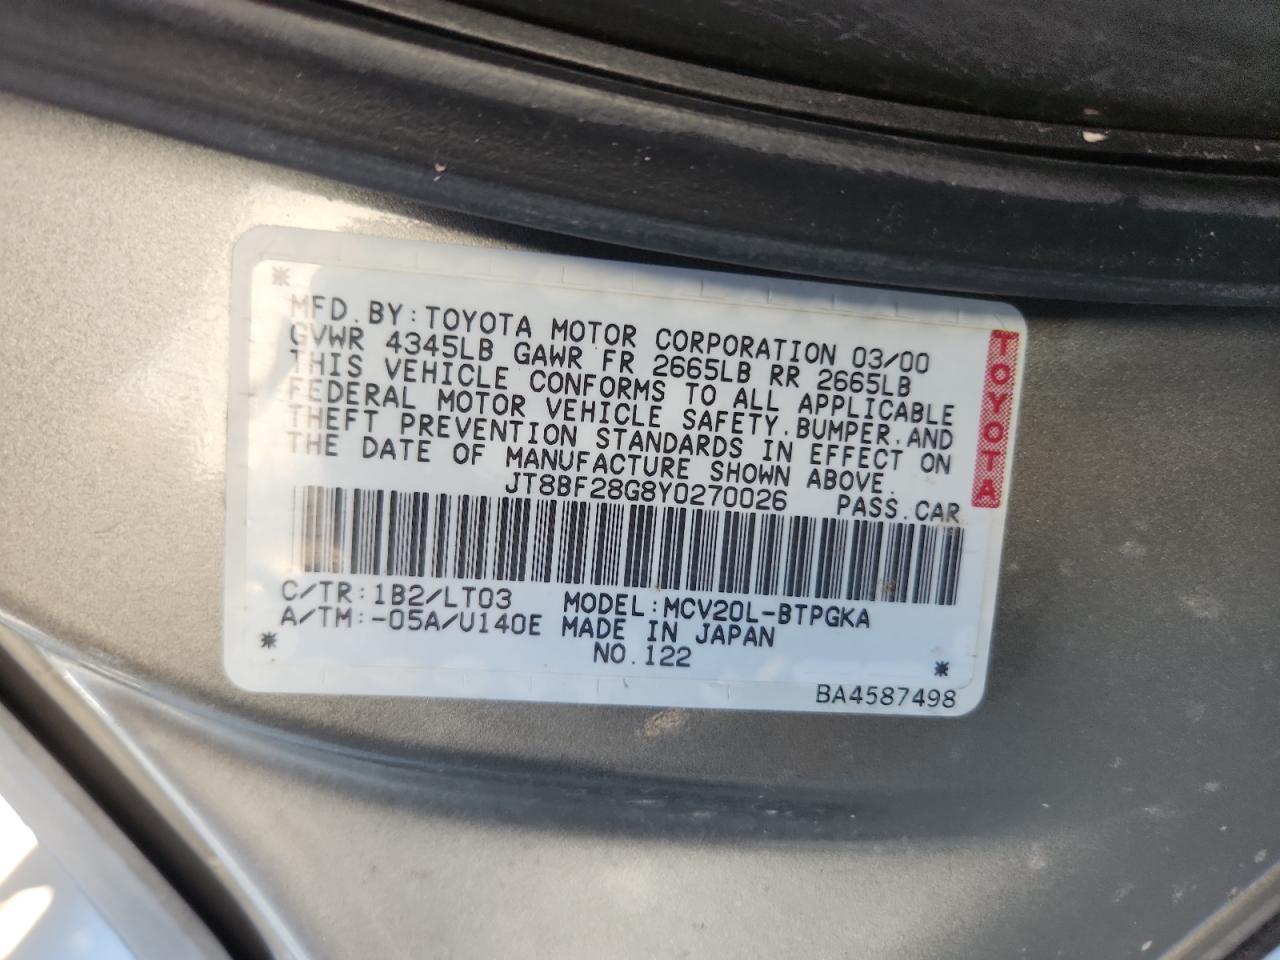 MFD. BY: TOYOTA MOTOR CORPORATION 03/00
GVWR 4345LB GAWR FR 2665LB RR 2665LB
THIS VEHICLE CONFORMS TO ALL APPLICABLE
FEDERAL MOTOR VEHICLE SAFETY, BUMPER, AND
THEFT PREVENTION STANDARDS IN EFFECT ON
THE DATE OF MANUFACTURE SHOWN ABOVE.
JT8BF28G8Y0270026 PASS. CAR
C/TR: 1B2/LT03 MODEL: MCV20L-BTPGKA
A/TM: -05A/U140E MADE IN JAPAN
NO. 122
BA4587498
TOYOTA